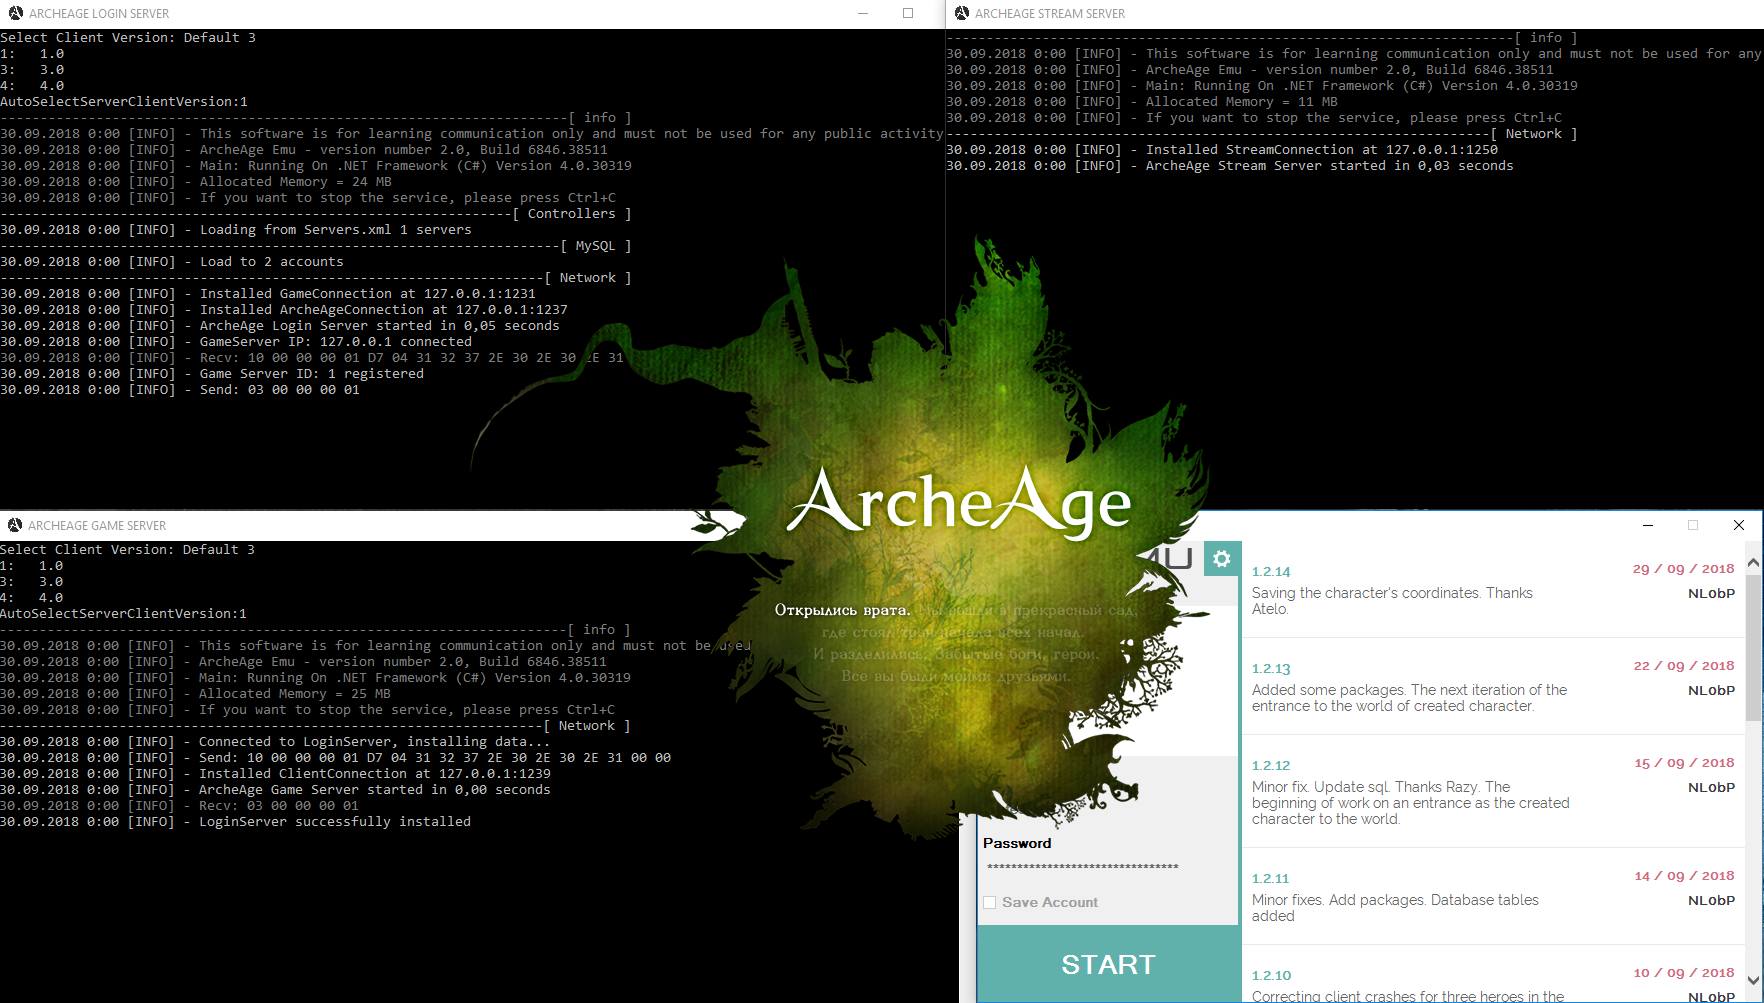 ARCHEAGE LOGIN SERVER
Select Client Version: Default 3
1:   1.0
3:   3.0
4:   4.0
AutoSelectServerClientVersion:1
-----------------------------------------------------------------------[ info ]
30.09.2018 0:00 [INFO] - This software is for learning communication only and must not be used for any public activity
30.09.2018 0:00 [INFO] - ArcheAge Emu - version number 2.0, Build 6846.38511
30.09.2018 0:00 [INFO] - Main: Running On .NET Framework (C#) Version 4.0.30319
30.09.2018 0:00 [INFO] - Allocated Memory = 24 MB
30.09.2018 0:00 [INFO] - If you want to stop the service, please press Ctrl+C
----------------------------------------------------------------[ Controllers ]
30.09.2018 0:00 [INFO] - Loading from Servers.xml 1 servers
----------------------------------------------------------------------[ MySQL ]
30.09.2018 0:00 [INFO] - Load to 2 accounts
--------------------------------------------------------------------[ Network ]
30.09.2018 0:00 [INFO] - Installed GameConnection at 127.0.0.1:1231
30.09.2018 0:00 [INFO] - Installed ArcheAgeConnection at 127.0.0.1:1237
30.09.2018 0:00 [INFO] - ArcheAge Login Server started in 0,05 seconds
30.09.2018 0:00 [INFO] - GameServer IP: 127.0.0.1 connected
30.09.2018 0:00 [INFO] - Recv: 10 00 00 00 01 D7 04 31 32 37 2E 30 2E 30 2E 31
30.09.2018 0:00 [INFO] - Game Server ID: 1 registered
30.09.2018 0:00 [INFO] - Send: 03 00 00 00 01
ARCHEAGE STREAM SERVER
-----------------------------------------------------------------------[ info ]
30.09.2018 0:00 [INFO] - This software is for learning communication only and must not be used for any
30.09.2018 0:00 [INFO] - ArcheAge Emu - version number 2.0, Build 6846.38511
30.09.2018 0:00 [INFO] - Main: Running On .NET Framework (C#) Version 4.0.30319
30.09.2018 0:00 [INFO] - Allocated Memory = 11 MB
30.09.2018 0:00 [INFO] - If you want to stop the service, please press Ctrl+C
--------------------------------------------------------------------[ Network ]
30.09.2018 0:00 [INFO] - Installed StreamConnection at 127.0.0.1:1250
30.09.2018 0:00 [INFO] - ArcheAge Stream Server started in 0,03 seconds
ArcheAge
Открылись врата. Мы вошли в прекрасный сад,
где стоял трон начала всех начал.
И разделились. Забытые боги, герои.
Все вы были моими друзьями.
ARCHEAGE GAME SERVER
Select Client Version: Default 3
1:   1.0
3:   3.0
4:   4.0
AutoSelectServerClientVersion:1
-----------------------------------------------------------------------[ info ]
30.09.2018 0:00 [INFO] - This software is for learning communication only and must not be used
30.09.2018 0:00 [INFO] - ArcheAge Emu - version number 2.0, Build 6846.38511
30.09.2018 0:00 [INFO] - Main: Running On .NET Framework (C#) Version 4.0.30319
30.09.2018 0:00 [INFO] - Allocated Memory = 25 MB
30.09.2018 0:00 [INFO] - If you want to stop the service, please press Ctrl+C
--------------------------------------------------------------------[ Network ]
30.09.2018 0:00 [INFO] - Connected to LoginServer, installing data...
30.09.2018 0:00 [INFO] - Send: 10 00 00 00 01 D7 04 31 32 37 2E 30 2E 30 2E 31 00 00
30.09.2018 0:00 [INFO] - Installed ClientConnection at 127.0.0.1:1239
30.09.2018 0:00 [INFO] - ArcheAge Game Server started in 0,00 seconds
30.09.2018 0:00 [INFO] - Recv: 03 00 00 00 01
30.09.2018 0:00 [INFO] - LoginServer successfully installed
Password
********************************
Save Account
START
1.2.14
29 / 09 / 2018
Saving the character's coordinates. Thanks
Atelo.
NLObP
1.2.13
22 / 09 / 2018
Added some packages. The next iteration of the
entrance to the world of created character.
NLObP
1.2.12
15 / 09 / 2018
Minor fix. Update sql. Thanks Razy. The
beginning of work on an entrance as the created
character to the world.
NLObP
1.2.11
14 / 09 / 2018
Minor fixes. Add packages. Database tables
added
NLObP
1.2.10
10 / 09 / 2018
Correcting client crashes for three heroes in the
NLObP